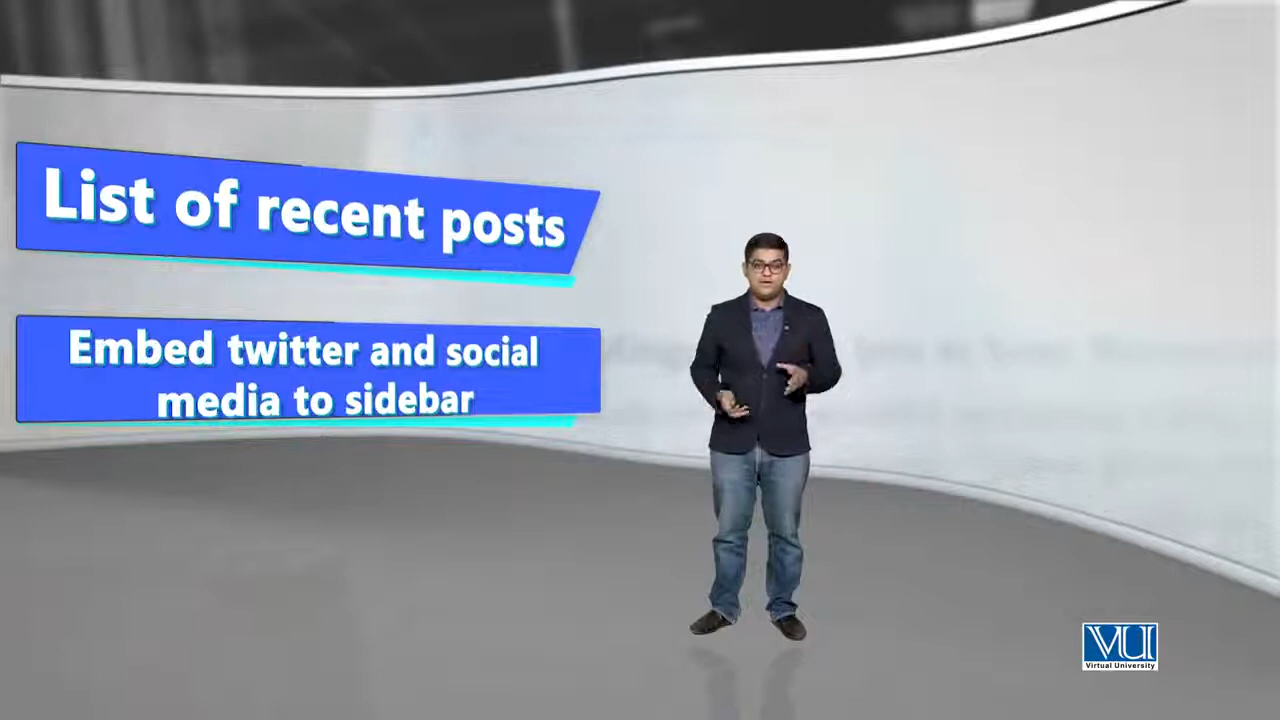 List of recent posts
Embed twitter and social
media to sidebar
VU
Virtual University